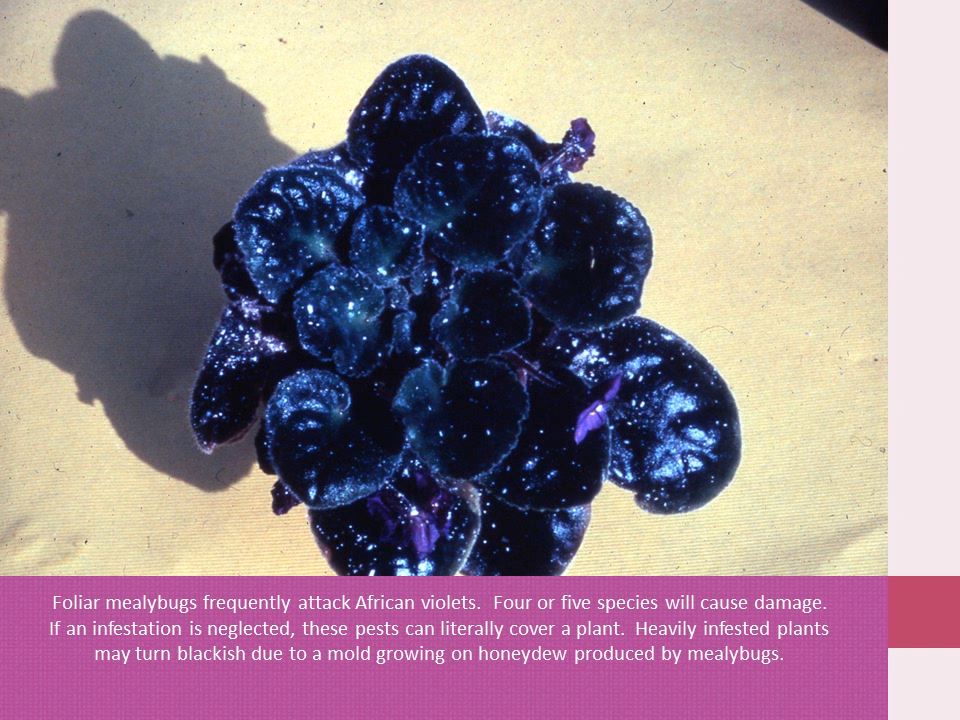 Foliar mealybugs frequently attack African violets.  Four or five species will cause damage.
If an infestation is neglected, these pests can literally cover a plant.  Heavily infested plants
may turn blackish due to a mold growing on honeydew produced by mealybugs.